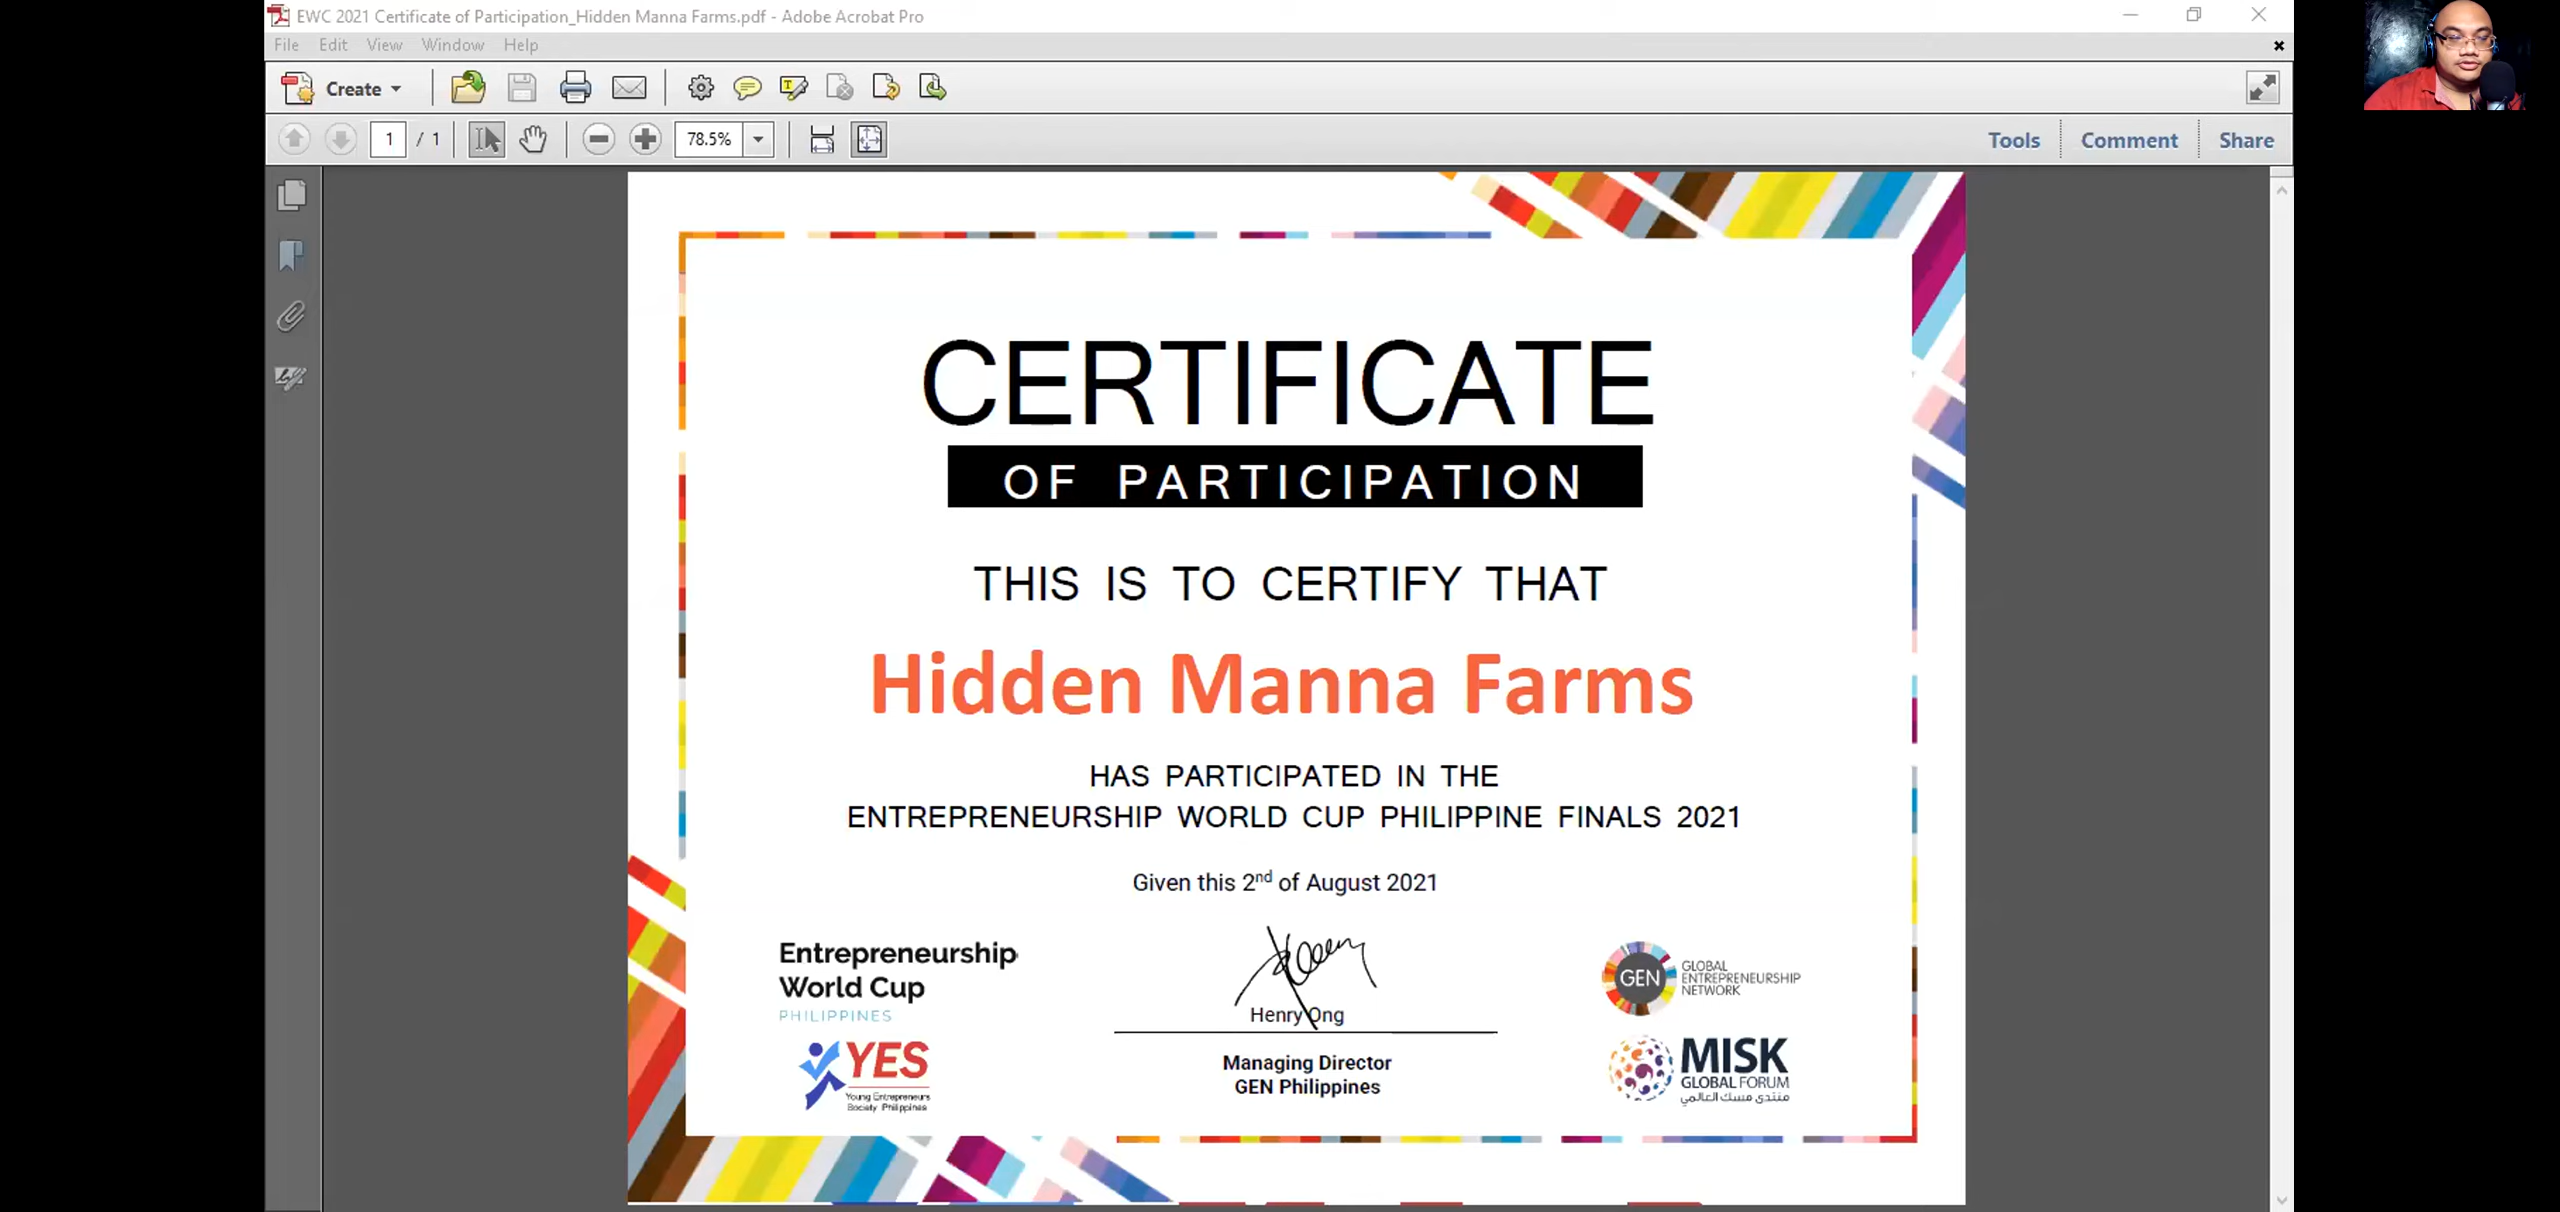 EWC 2021 Certificate of Participation_Hidden Manna Farms.pdf - Adobe Acrobat Pro
File Edit View Window Help
Create
1 / 1 78.5% Tools Comment Share
CERTIFICATE
OF PARTICIPATION
THIS IS TO CERTIFY THAT
Hidden Manna Farms
HAS PARTICIPATED IN THE
ENTREPRENEURSHIP WORLD CUP PHILIPPINE FINALS 2021
Given this 2nd of August 2021
Entrepreneurship
World Cup
PHILIPPINES
YES
Young Entrepreneurs
Society Philippines
Henry Ong
Managing Director
GEN Philippines
GEN
GLOBAL
ENTREPRENEURSHIP
NETWORK
MISK
GLOBAL FORUM
منتدى مسك العالمي